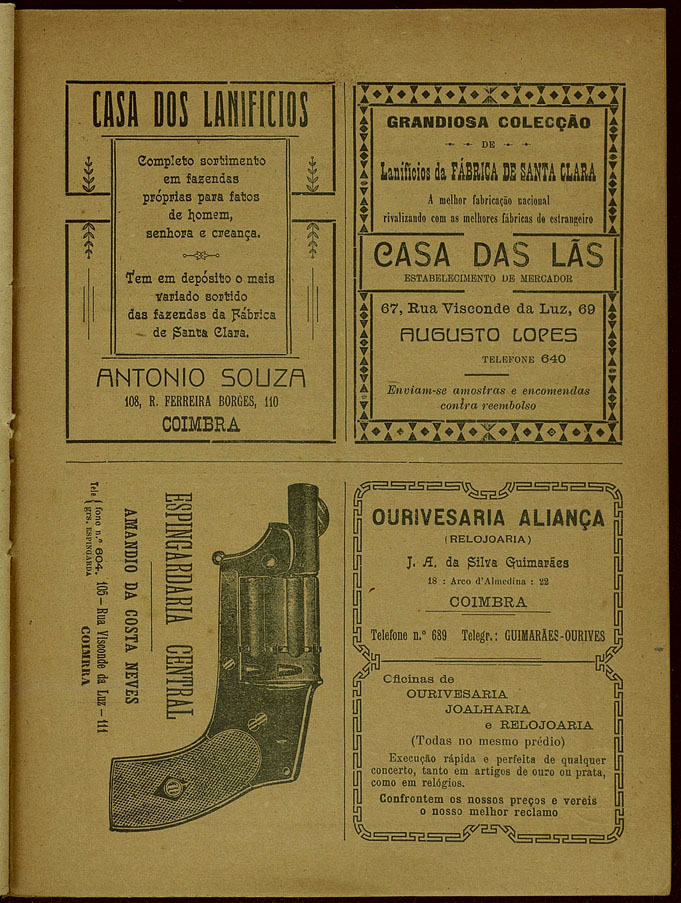 CASA DOS LANIFICIOS
Completo sortimento
em fazendas
próprias para fatos
de homem,
senhora e creança.
Tem em depósito o mais
variado sortido
das fazendas da Fábrica
de Santa Clara.
ANTONIO SOUZA
108, R. FERREIRA BORGES, 110
COIMBRA
GRANDIOSA COLECÇÃO
DE
Lanifícios da FÁBRICA DE SANTA CLARA
A melhor fabricação nacional
rivalizando com as melhores fábricas do estrangeiro
CASA DAS LÃS
ESTABELECIMENTO DE MERCADOR
67, Rua Visconde da Luz, 69
AUGUSTO LOPES
TELEFONE 640
Enviam-se amostras e encomendas
contra reembolso
ESPINGARDARIA CENTRAL
AMANDIO DA COSTA NEVES
Tele { fone n.º 604. 105 — Rua Visconde da Luz — 111
grs. ESPINGARDA
COIMBRA
OURIVESARIA ALIANÇA
(RELOJOARIA)
J. A. da Silva Guimarães
18 : Arco d'Almedina : 22
COIMBRA
Telefone n.º 689 Telegr.: GUIMARÃES-OURIVES
Oficinas de
OURIVESARIA
JOALHARIA
e RELOJOARIA
(Todas no mesmo prédio)
Execução rápida e perfeita de qualquer
concerto, tanto em artigos de ouro ou prata,
como em relógios.
Confrontem os nossos preços e vereis
o nosso melhor reclamo